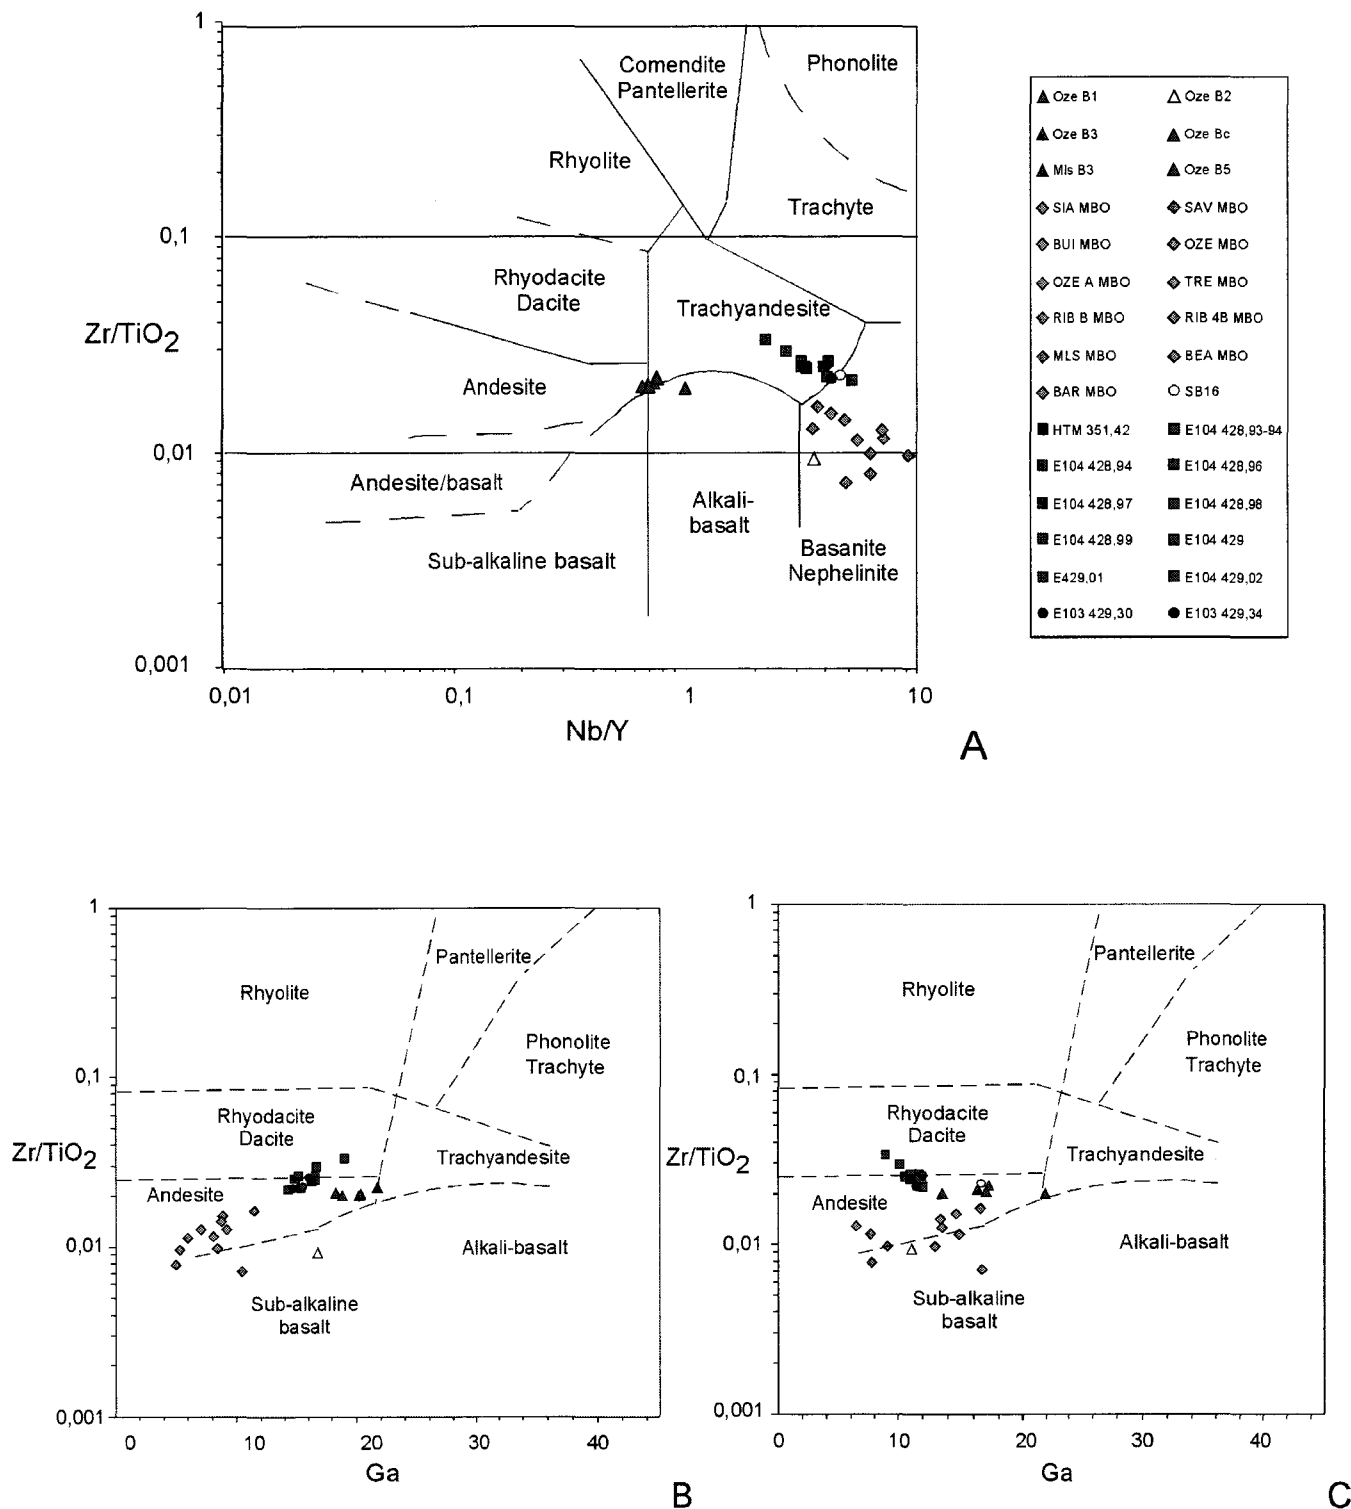 1
Comendite
Pantellerite
Phonolite
Rhyolite
Trachyte
0,1
Rhyodacite
Dacite
Trachyandesite
Zr/TiO2
Andesite
0,01
Andesite/basalt
Alkali-
basalt
Sub-alkaline basalt
Basanite
Nephelinite
0,001
0,01 0,1 1 10
Nb/Y
A
Oze B1 Oze B2
Oze B3 Oze Bc
Mls B3 Oze B5
SIA MBO SAV MBO
BUI MBO OZE MBO
OZE A MBO TRE MBO
RIB B MBO RIB 4B MBO
MLS MBO BEA MBO
BAR MBO SB16
HTM 351,42 E104 428,93-94
E104 428,94 E104 428,96
E104 428,97 E104 428,98
E104 428,99 E104 429
E429,01 E104 429,02
E103 429,30 E103 429,34
1
Pantellerite
Rhyolite
Phonolite
Trachyte
0,1
Rhyodacite
Dacite
Zr/TiO2
Trachyandesite
Andesite
0,01
Alkali-basalt
Sub-alkaline
basalt
0,001
0 10 20 30 40
Ga
B
1
Pantellerite
Rhyolite
Phonolite
Trachyte
0,1
Rhyodacite
Dacite
Zr/TiO2
Trachyandesite
Andesite
0,01
Alkali-basalt
Sub-alkaline
basalt
0,001
0 10 20 30 40
Ga
C